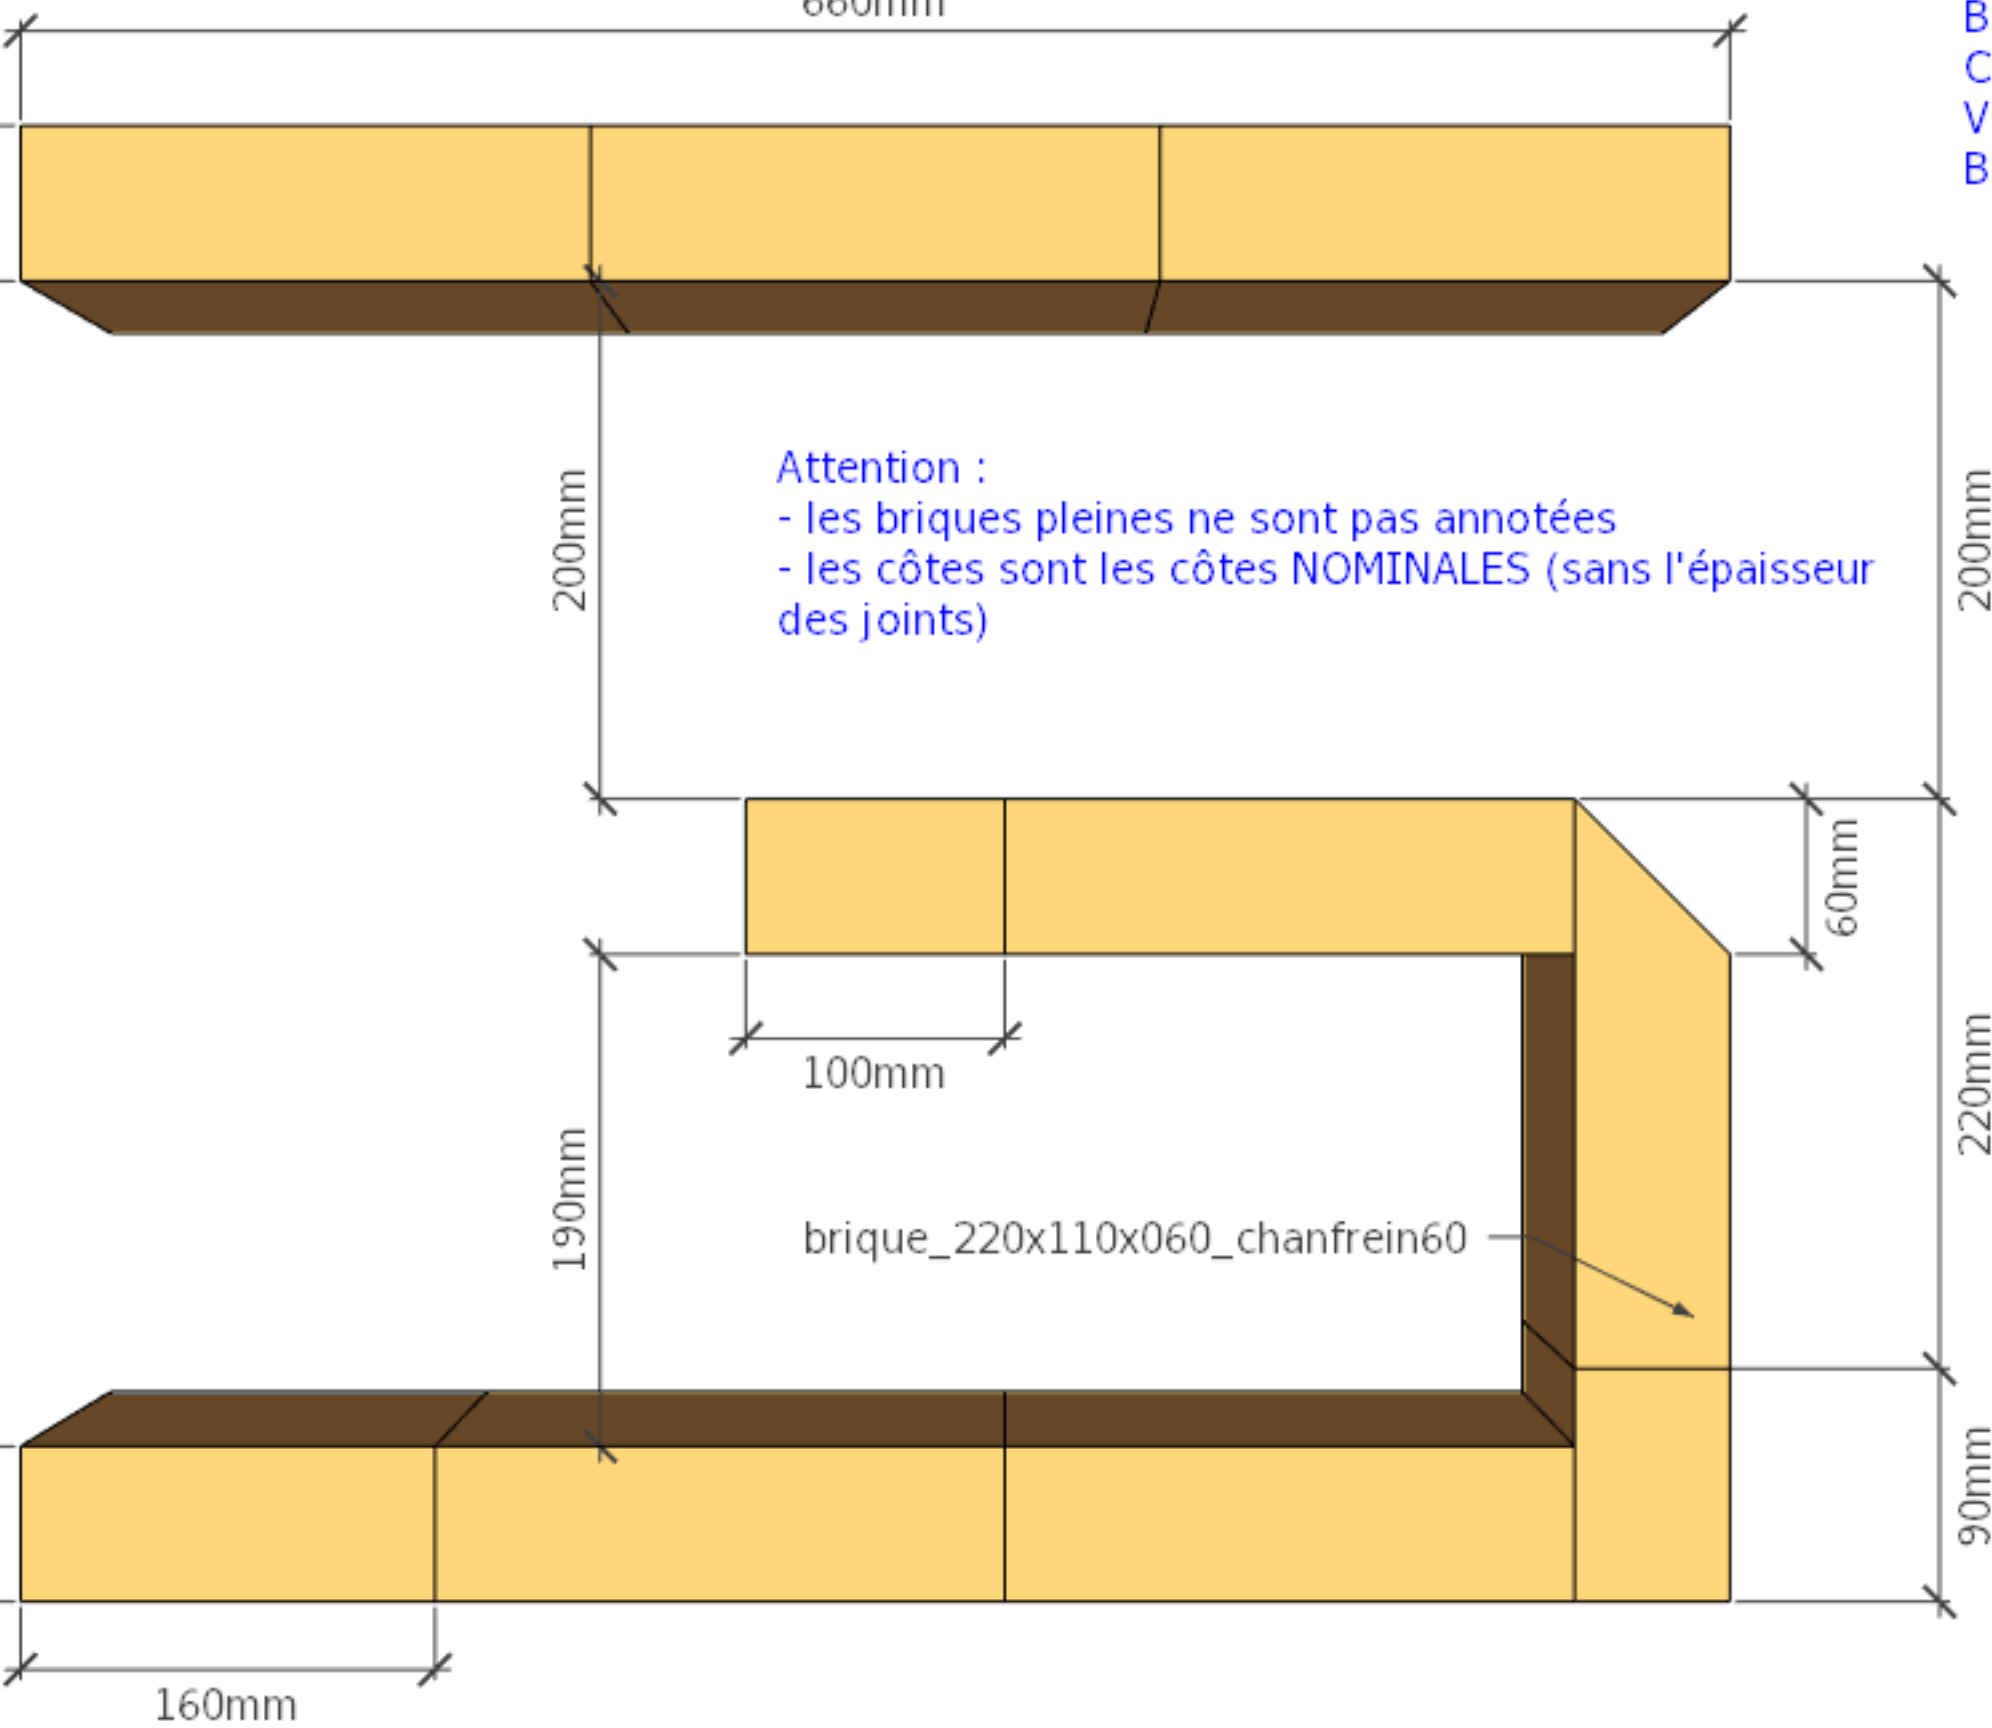 660mm
B
C
V
B
Attention :
- les briques pleines ne sont pas annotées
- les côtes sont les côtes NOMINALES (sans l'épaisseur
des joints)
200mm
200mm
60mm
100mm
220mm
190mm
brique_220x110x060_chanfrein60
90mm
160mm